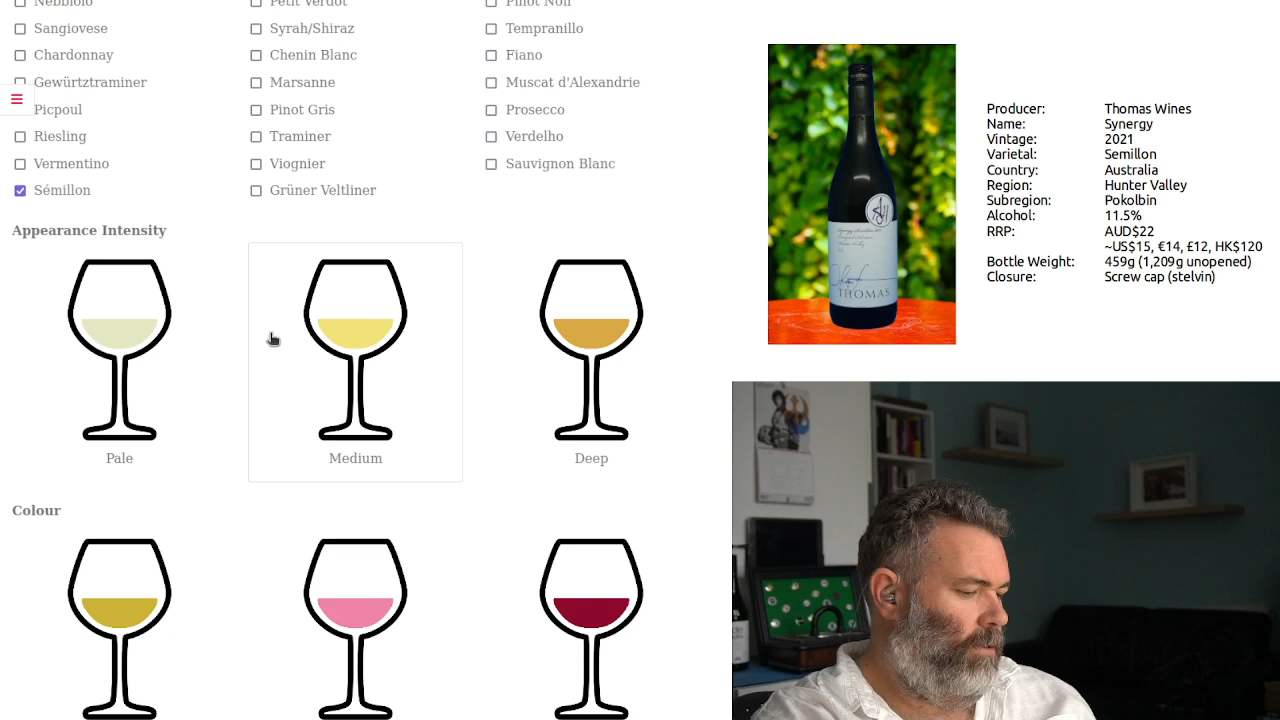 Nebbiolo
Petit Verdot
Pinot Noir
Sangiovese
Syrah/Shiraz
Tempranillo
Chardonnay
Chenin Blanc
Fiano
Gewürtztraminer
Marsanne
Muscat d'Alexandrie
Picpoul
Pinot Gris
Prosecco
Riesling
Traminer
Verdelho
Vermentino
Viognier
Sauvignon Blanc
Sémillon
Grüner Veltliner
Appearance Intensity
Pale
Medium
Deep
Colour
Producer: Thomas Wines
Name: Synergy
Vintage: 2021
Varietal: Semillon
Country: Australia
Region: Hunter Valley
Subregion: Pokolbin
Alcohol: 11.5%
RRP: AUD$22
~US$15, €14, £12, HK$120
Bottle Weight: 459g (1,209g unopened)
Closure: Screw cap (stelvin)
THOMAS